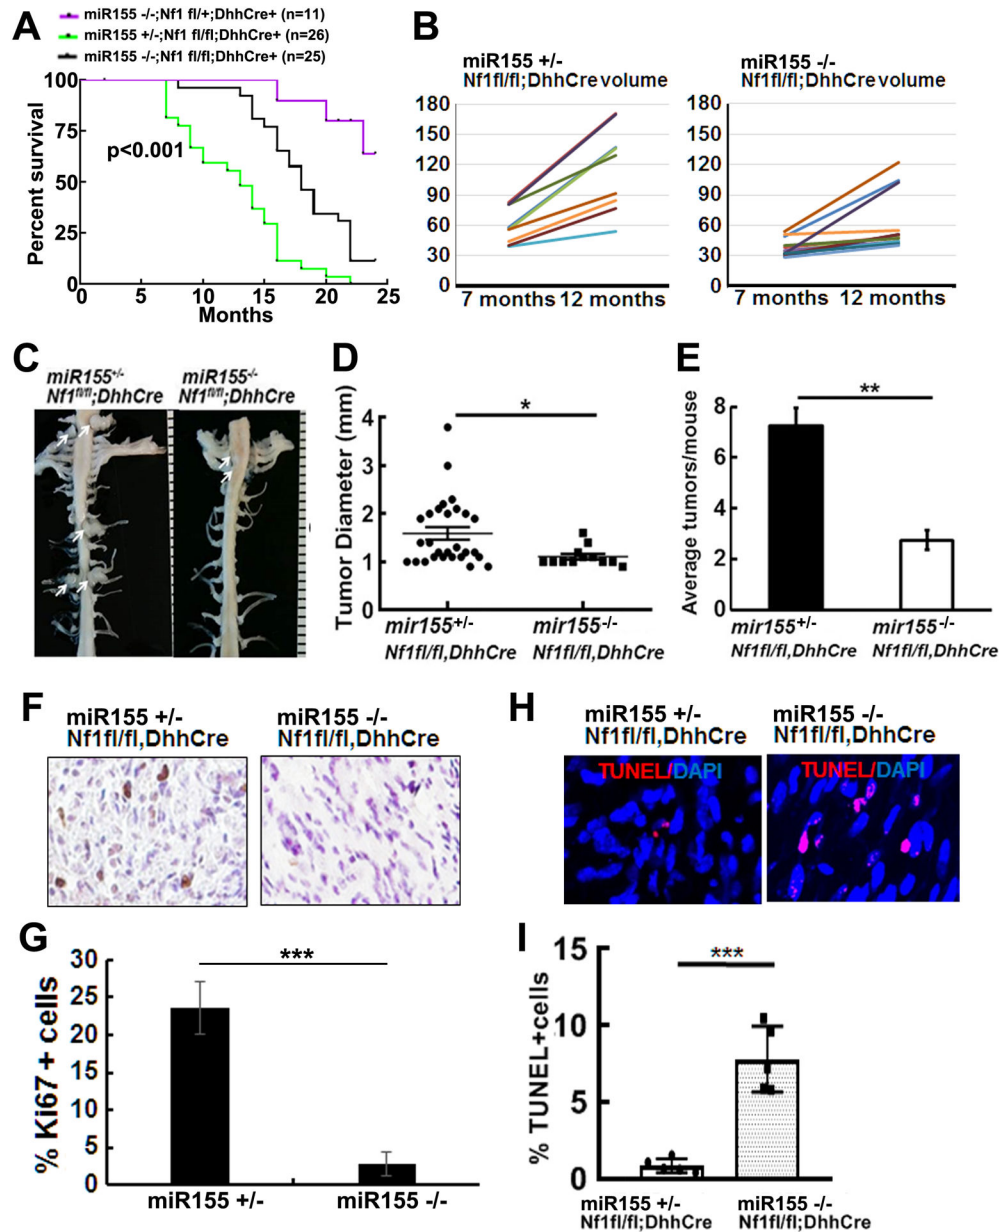 A
miR155 -/-;Nf1 fl/+;DhhCre+ (n=11)
miR155 +/-;Nf1 fl/fl;DhhCre+ (n=26)
miR155 -/-;Nf1 fl/fl;DhhCre+ (n=25)
Percent survival
100
75
50
25
0
p<0.001
0 5 10 15 20 25
Months
B
miR155 +/-
Nf1fl/fl;DhhCre volume
180
150
120
90
60
30
0
7 months 12 months
miR155 -/-
Nf1fl/fl;DhhCre volume
180
150
120
90
60
30
0
7 months 12 months
C
miR155+/-
Nf1fl/fl;DhhCre
miR155-/-
Nf1fl/fl;DhhCre
D
Tumor Diameter (mm)
4
3
2
1
0
*
mir155+/-
Nf1fl/fl,DhhCre
mir155-/-
Nf1fl/fl,DhhCre
E
Average tumors/mouse
8
6
4
2
0
**
mir155+/-
Nf1fl/fl,DhhCre
mir155-/-
Nf1fl/fl,DhhCre
F
miR155 +/-
Nf1fl/fl,DhhCre
miR155 -/-
Nf1fl/fl,DhhCre
H
miR155 +/-
Nf1fl/fl,DhhCre
TUNEL/DAPI
miR155 -/-
Nf1fl/fl,DhhCre
TUNEL/DAPI
G
% Ki67 + cells
30
25
20
15
10
5
0
***
miR155 +/-
miR155 -/-
I
% TUNEL+cells
15
10
5
0
***
miR155 +/-
Nf1fl/fl;DhhCre
miR155 -/-
Nf1fl/fl;DhhCre